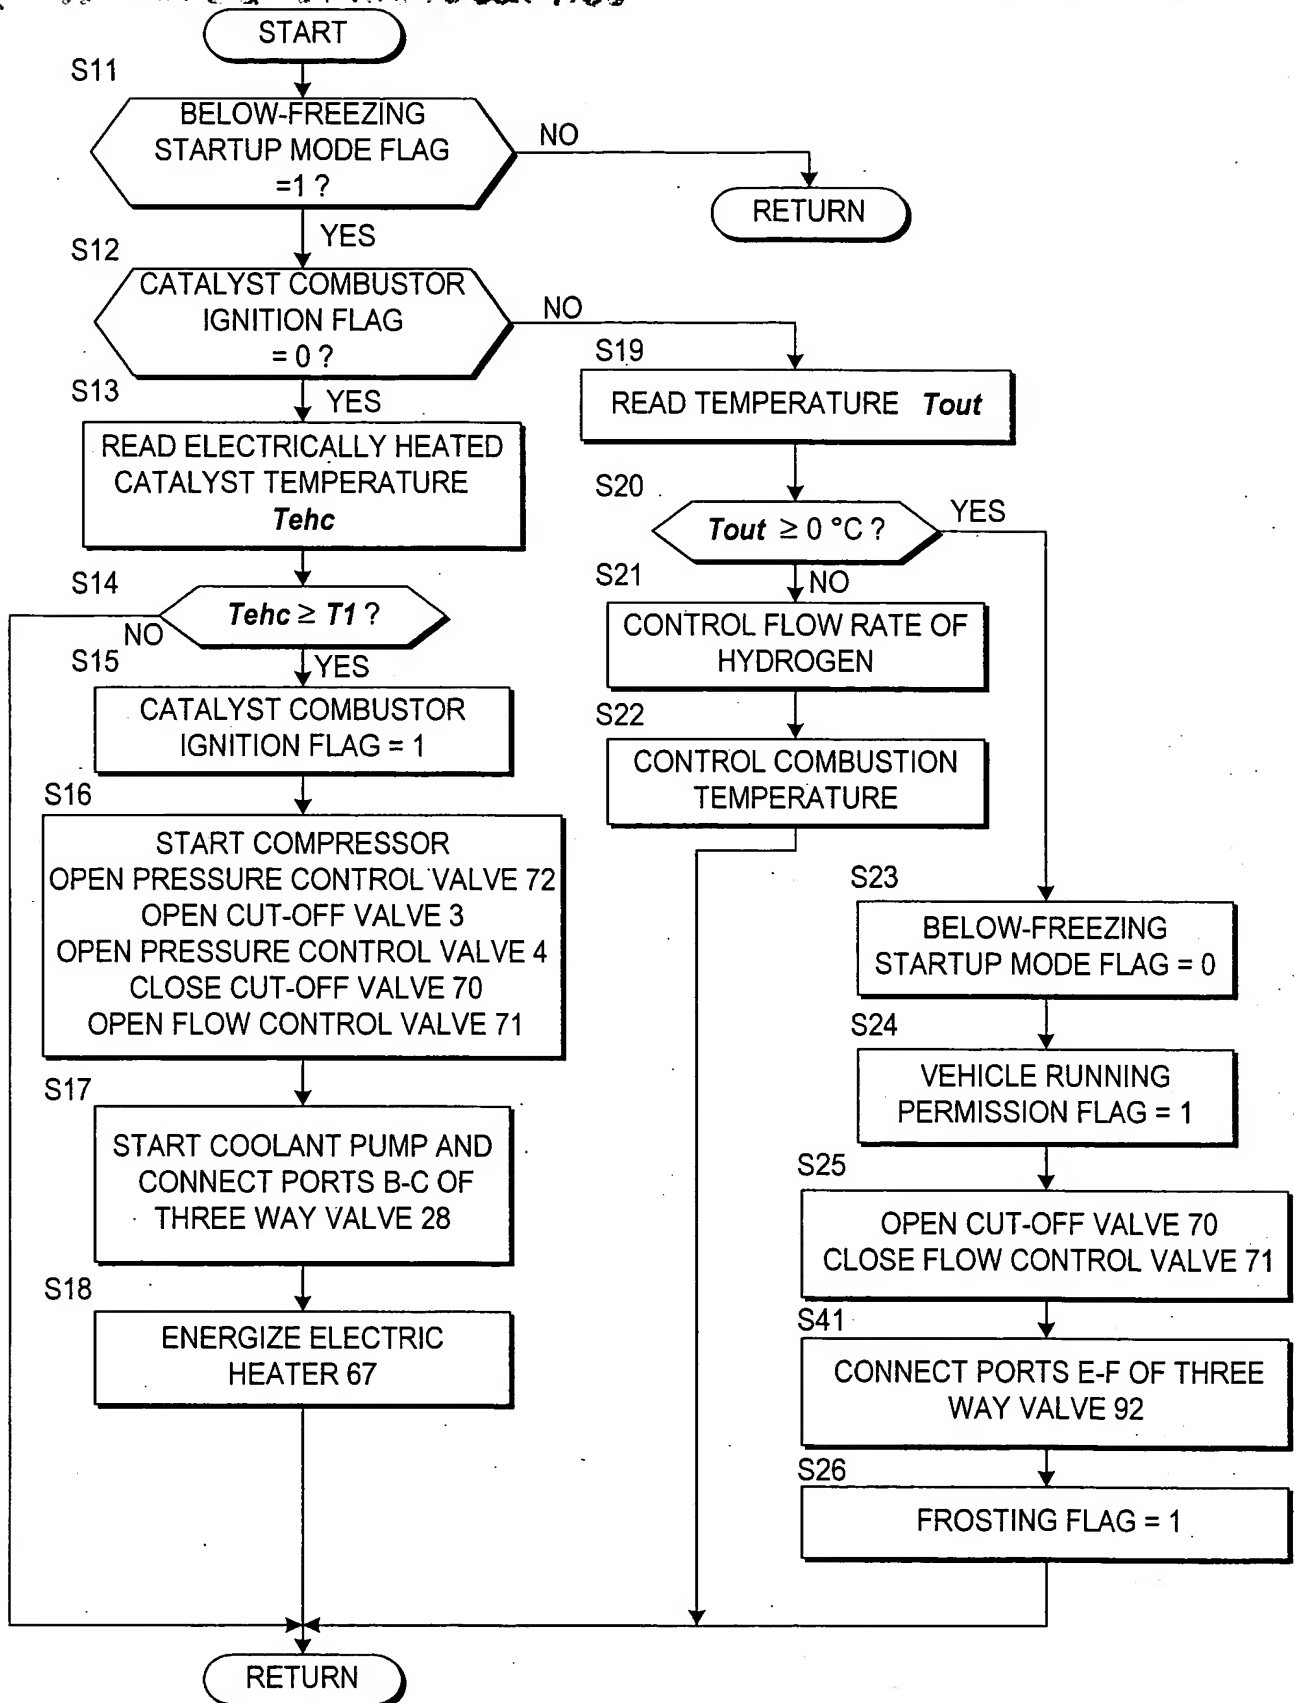 START
S11
BELOW-FREEZING
STARTUP MODE FLAG
=1 ?
NO
RETURN
YES
S12
CATALYST COMBUSTOR
IGNITION FLAG
= 0 ?
NO
YES
S13
READ ELECTRICALLY HEATED
CATALYST TEMPERATURE
Tehc
S14
Tehc ≥ T1 ?
NO
YES
S15
CATALYST COMBUSTOR
IGNITION FLAG = 1
S16
START COMPRESSOR
OPEN PRESSURE CONTROL VALVE 72
OPEN CUT-OFF VALVE 3
OPEN PRESSURE CONTROL VALVE 4
CLOSE CUT-OFF VALVE 70
OPEN FLOW CONTROL VALVE 71
S17
START COOLANT PUMP AND
CONNECT PORTS B-C OF
THREE WAY VALVE 28
S18
ENERGIZE ELECTRIC
HEATER 67
S19
READ TEMPERATURE Tout
S20
Tout ≥ 0 °C ?
YES
NO
S21
CONTROL FLOW RATE OF
HYDROGEN
S22
CONTROL COMBUSTION
TEMPERATURE
S23
BELOW-FREEZING
STARTUP MODE FLAG = 0
S24
VEHICLE RUNNING
PERMISSION FLAG = 1
S25
OPEN CUT-OFF VALVE 70
CLOSE FLOW CONTROL VALVE 71
S41
CONNECT PORTS E-F OF THREE
WAY VALVE 92
S26
FROSTING FLAG = 1
RETURN